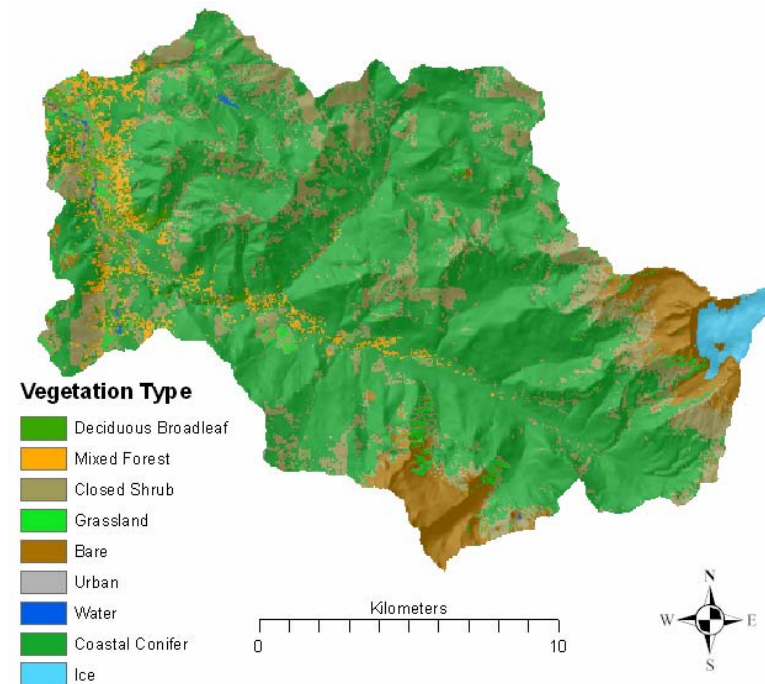 Vegetation Type
Deciduous Broadleaf
Mixed Forest
Closed Shrub
Grassland
Bare
Urban
Water
Coastal Conifer
Ice
Kilometers
0 10
N
W E
S